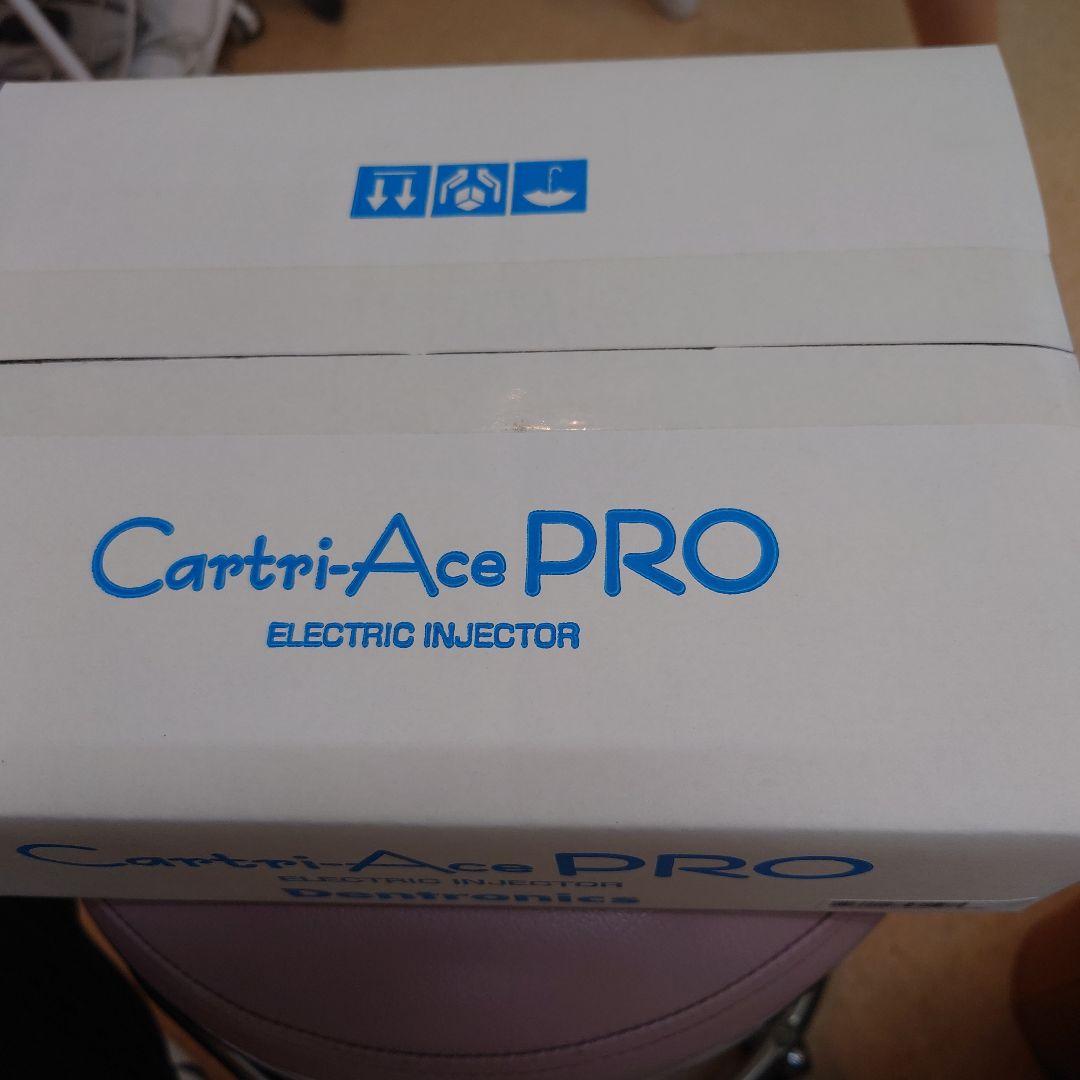 Cartri-Ace PRO
ELECTRIC INJECTOR
Cartri-Ace PRO
ELECTRIC INJECTOR
Dentronics